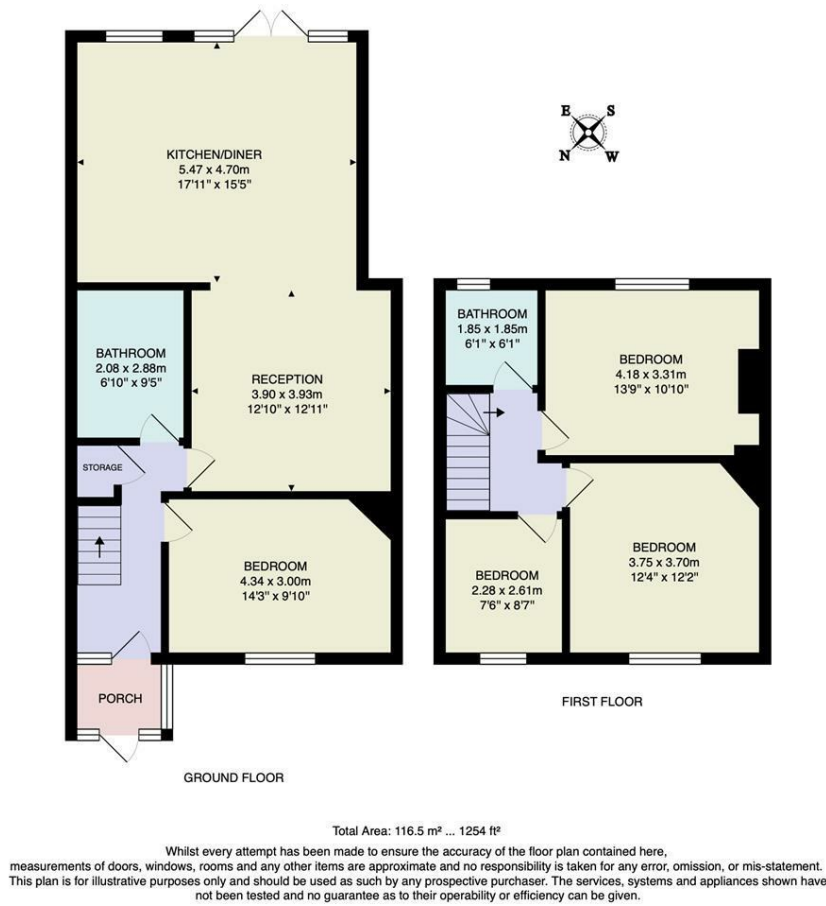 KITCHEN/DINER
5.47 x 4.70m
17'11" x 15'5"
E S
N W
BATHROOM
2.08 x 2.88m
6'10" x 9'5"
RECEPTION
3.90 x 3.93m
12'10" x 12'11"
STORAGE
BEDROOM
4.34 x 3.00m
14'3" x 9'10"
PORCH
GROUND FLOOR
BATHROOM
1.85 x 1.85m
6'1" x 6'1"
BEDROOM
4.18 x 3.31m
13'9" x 10'10"
BEDROOM
2.28 x 2.61m
7'6" x 8'7"
BEDROOM
3.75 x 3.70m
12'4" x 12'2"
FIRST FLOOR
Total Area: 116.5 m² ... 1254 ft²
Whilst every attempt has been made to ensure the accuracy of the floor plan contained here,
measurements of doors, windows, rooms and any other items are approximate and no responsibility is taken for any error, omission, or mis-statement.
This plan is for illustrative purposes only and should be used as such by any prospective purchaser. The services, systems and appliances shown have
not been tested and no guarantee as to their operability or efficiency can be given.